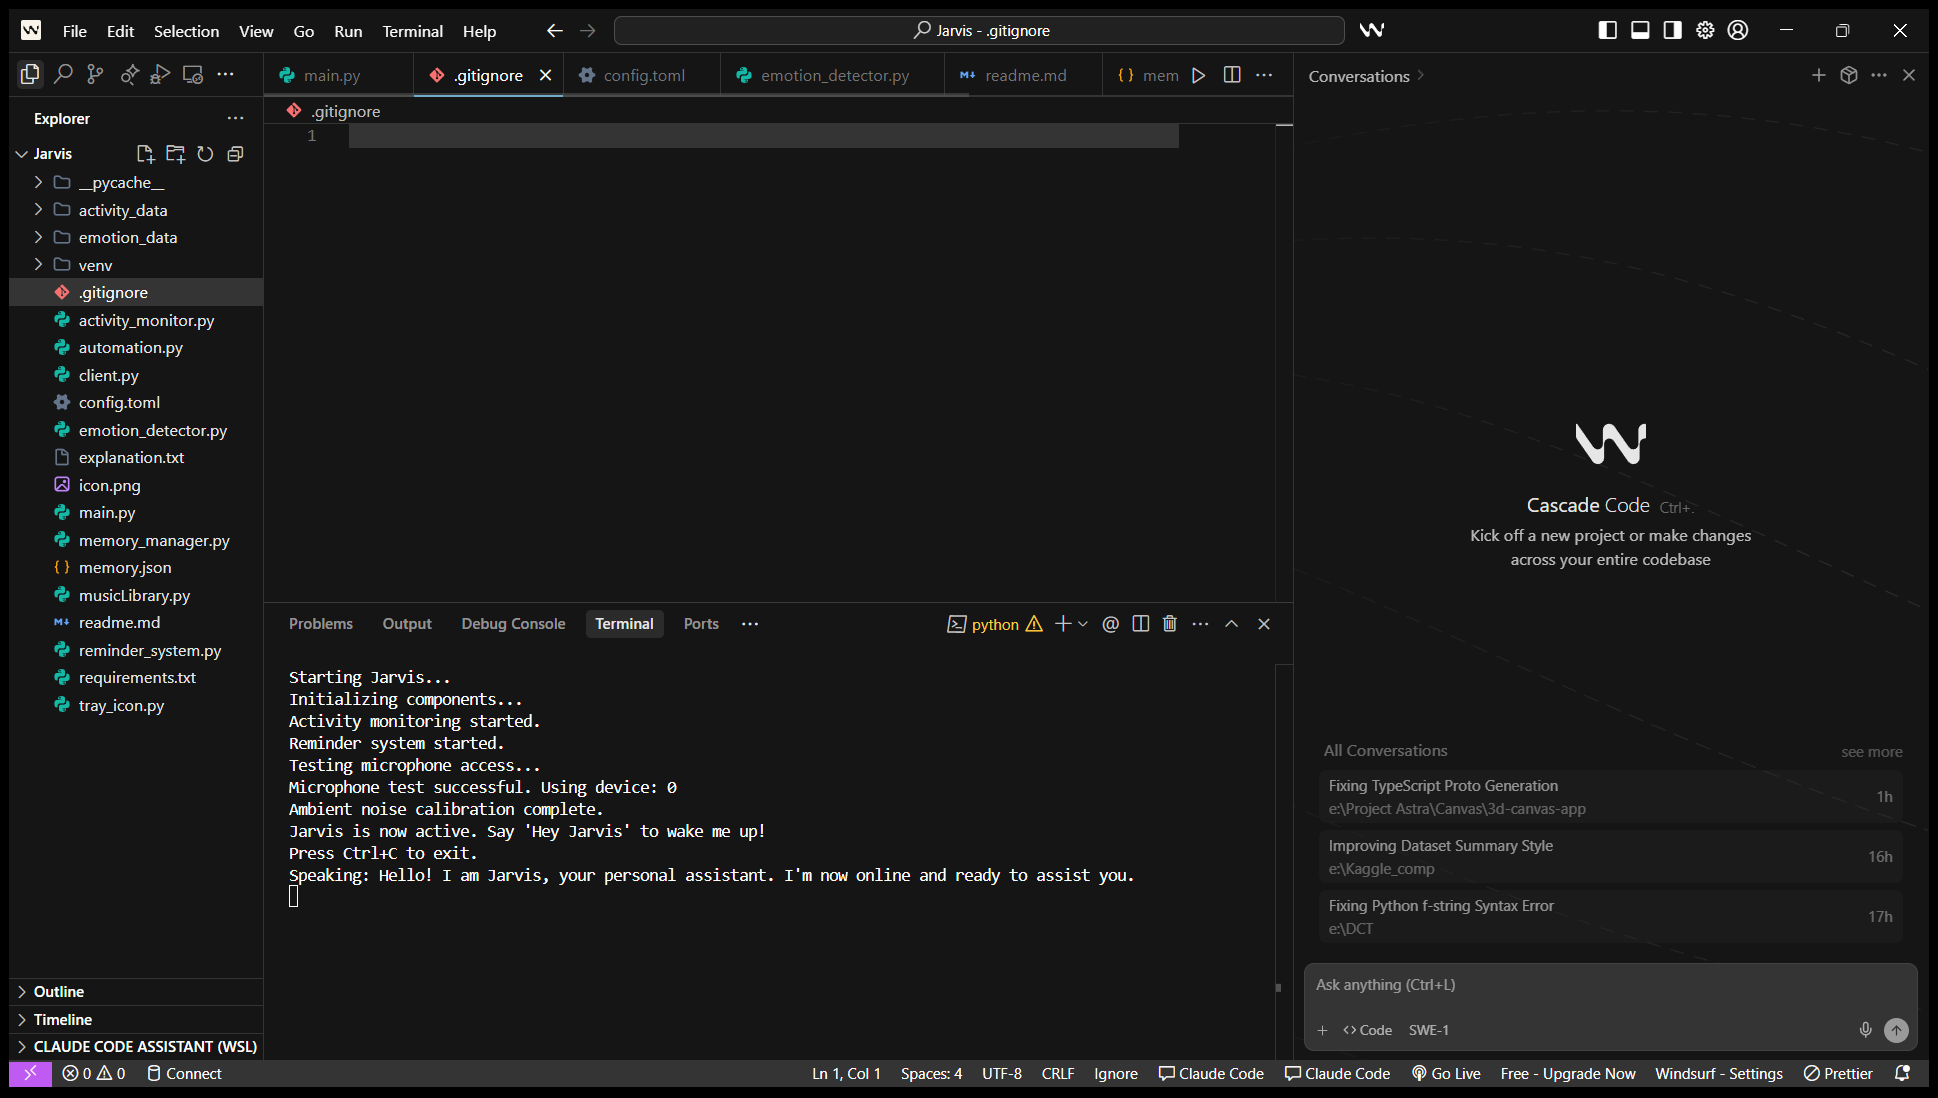 File Edit Selection View Go Run Terminal Help
Jarvis - .gitignore
main.py
.gitignore
config.toml
emotion_detector.py
readme.md
mem
Conversations
Explorer
.gitignore
1
Jarvis
__pycache__
activity_data
emotion_data
venv
.gitignore
activity_monitor.py
automation.py
client.py
config.toml
emotion_detector.py
explanation.txt
icon.png
main.py
memory_manager.py
memory.json
musicLibrary.py
readme.md
reminder_system.py
requirements.txt
tray_icon.py
Outline
Timeline
CLAUDE CODE ASSISTANT (WSL)
Problems Output Debug Console Terminal Ports
python
Starting Jarvis...
Initializing components...
Activity monitoring started.
Reminder system started.
Testing microphone access...
Microphone test successful. Using device: 0
Ambient noise calibration complete.
Jarvis is now active. Say 'Hey Jarvis' to wake me up!
Press Ctrl+C to exit.
Speaking: Hello! I am Jarvis, your personal assistant. I'm now online and ready to assist you.
Cascade Code Ctrl+.
Kick off a new project or make changes
across your entire codebase
All Conversations see more
Fixing TypeScript Proto Generation
e:\Project Astra\Canvas\3d-canvas-app
1h
Improving Dataset Summary Style
e:\Kaggle_comp
16h
Fixing Python f-string Syntax Error
e:\DCT
17h
Ask anything (Ctrl+L)
<> Code SWE-1
0 0 Connect
Ln 1, Col 1 Spaces: 4 UTF-8 CRLF Ignore Claude Code Claude Code Go Live Free - Upgrade Now Windsurf - Settings Prettier